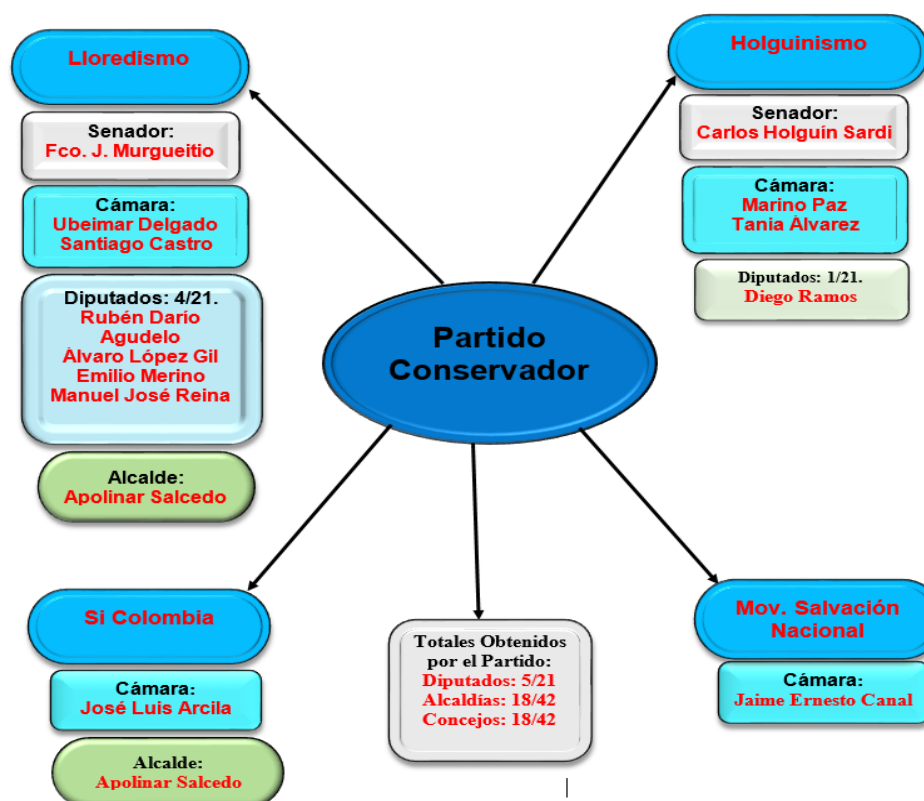 Lloredismo
Senador:
Fco. J. Murgueitio
Cámara:
Ubeimar Delgado
Santiago Castro
Diputados: 4/21.
Rubén Darío
Agudelo
Àlvaro López Gil
Emilio Merino
Manuel José Reina
Alcalde:
Apolinar Salcedo
Holguinismo
Senador:
Carlos Holguín Sardi
Cámara:
Marino Paz
Tania Àlvarez
Diputados: 1/21.
Diego Ramos
Partido
Conservador
Si Colombia
Cámara:
José Luis Arcila
Alcalde:
Apolinar Salcedo
Totales Obtenidos
por el Partido:
Diputados: 5/21
Alcaldías: 18/42
Concejos: 18/42
Mov. Salvación
Nacional
Cámara:
Jaime Ernesto Canal